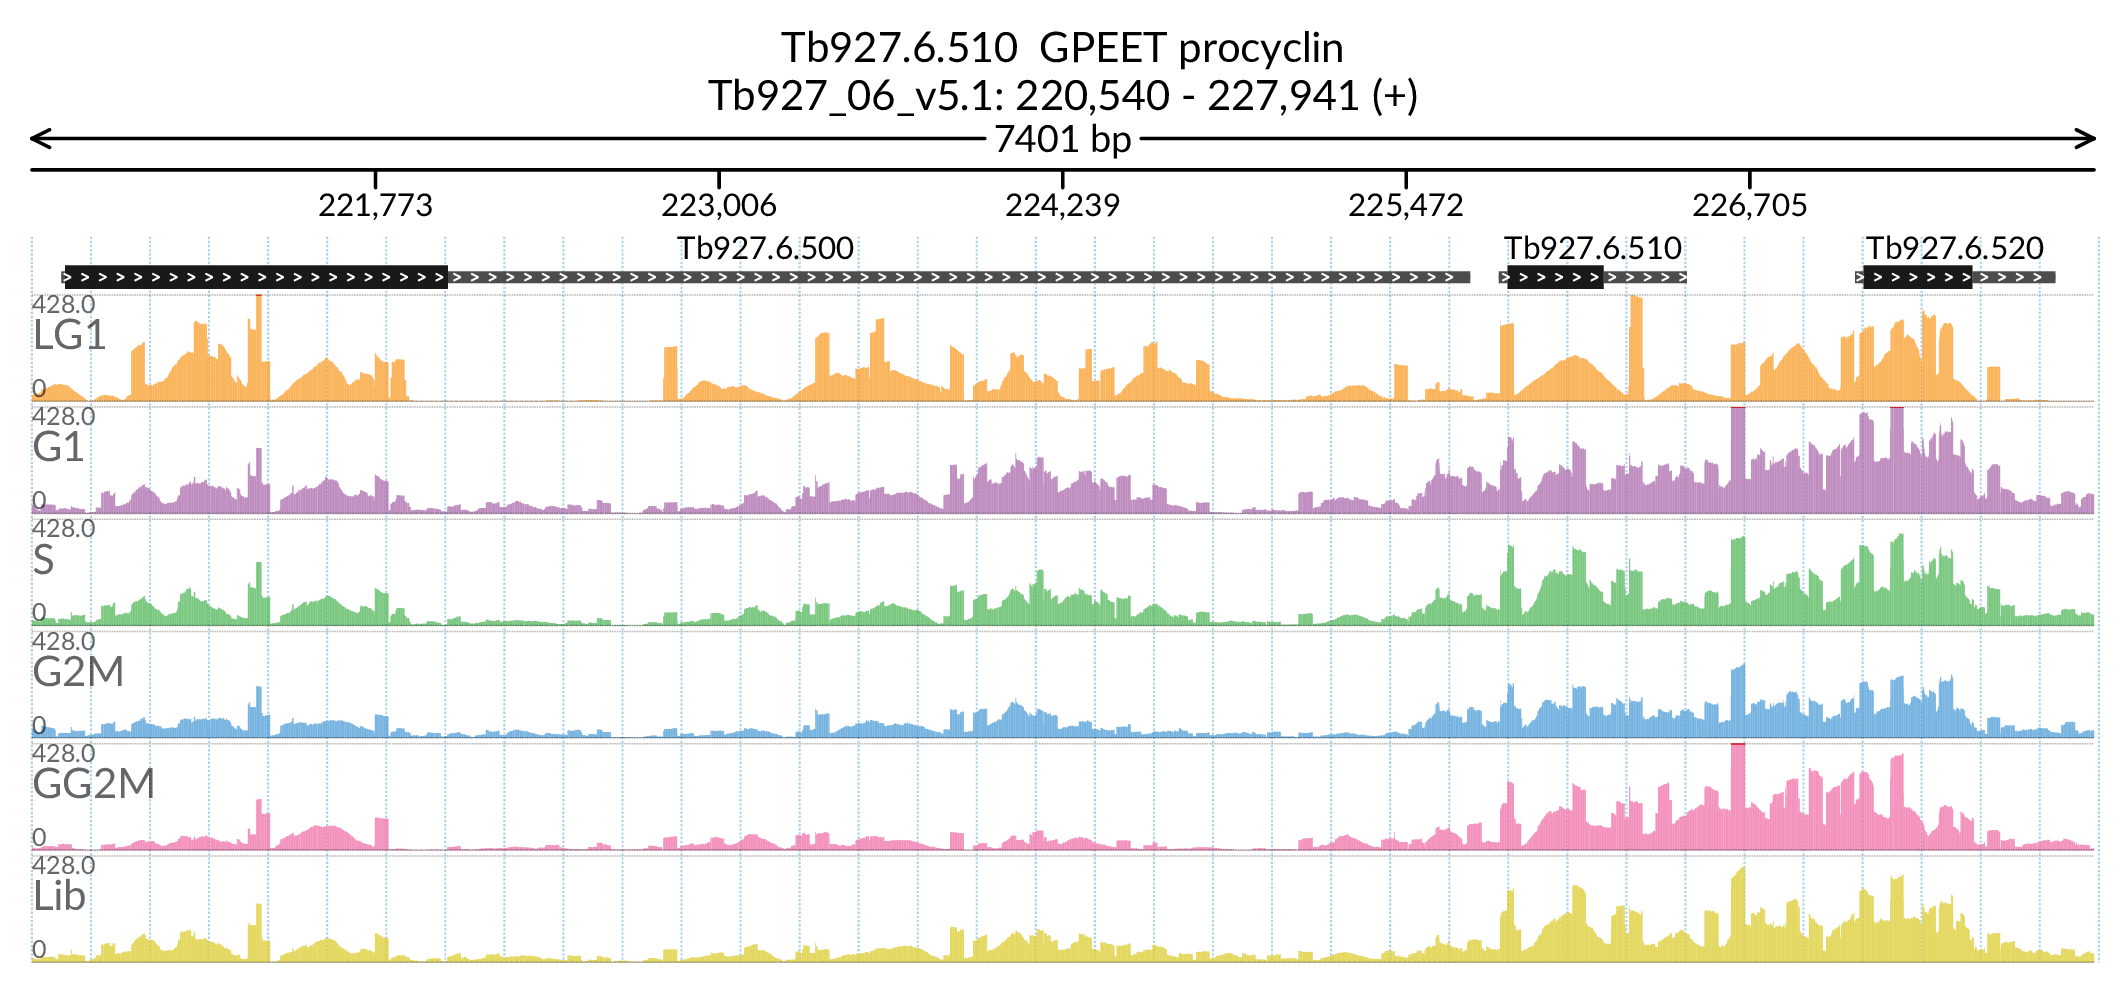 Tb927.6.510 GPEET procyclin
Tb927_06_v5.1: 220,540 - 227,941 (+)
7401 bp
221,773 223,006 224,239 225,472 226,705
Tb927.6.500 Tb927.6.510 Tb927.6.520
428.0
LG1
0
428.0
G1
0
428.0
S
0
428.0
G2M
0
428.0
GG2M
0
428.0
Lib
0